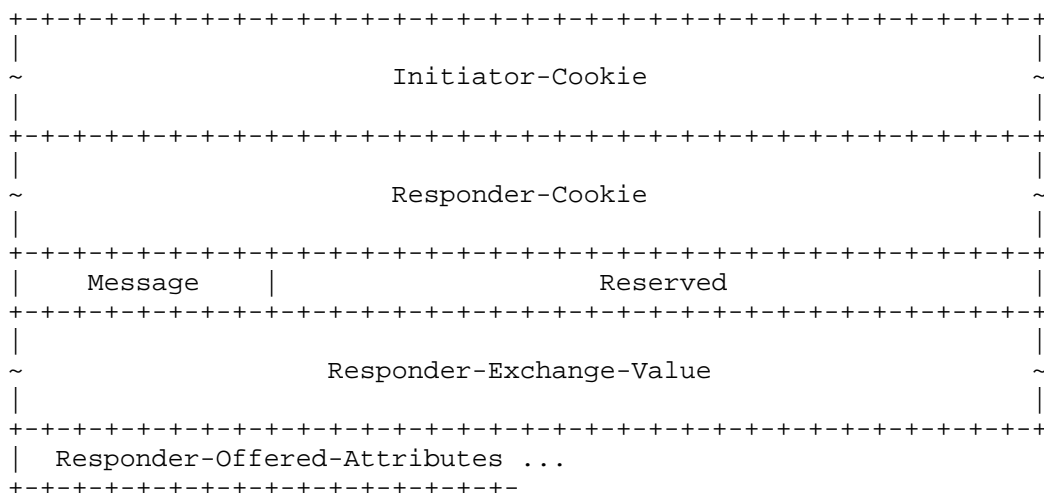 Initiator-Cookie
Responder-Cookie
Message Reserved
Responder-Exchange-Value
Responder-Offered-Attributes ...